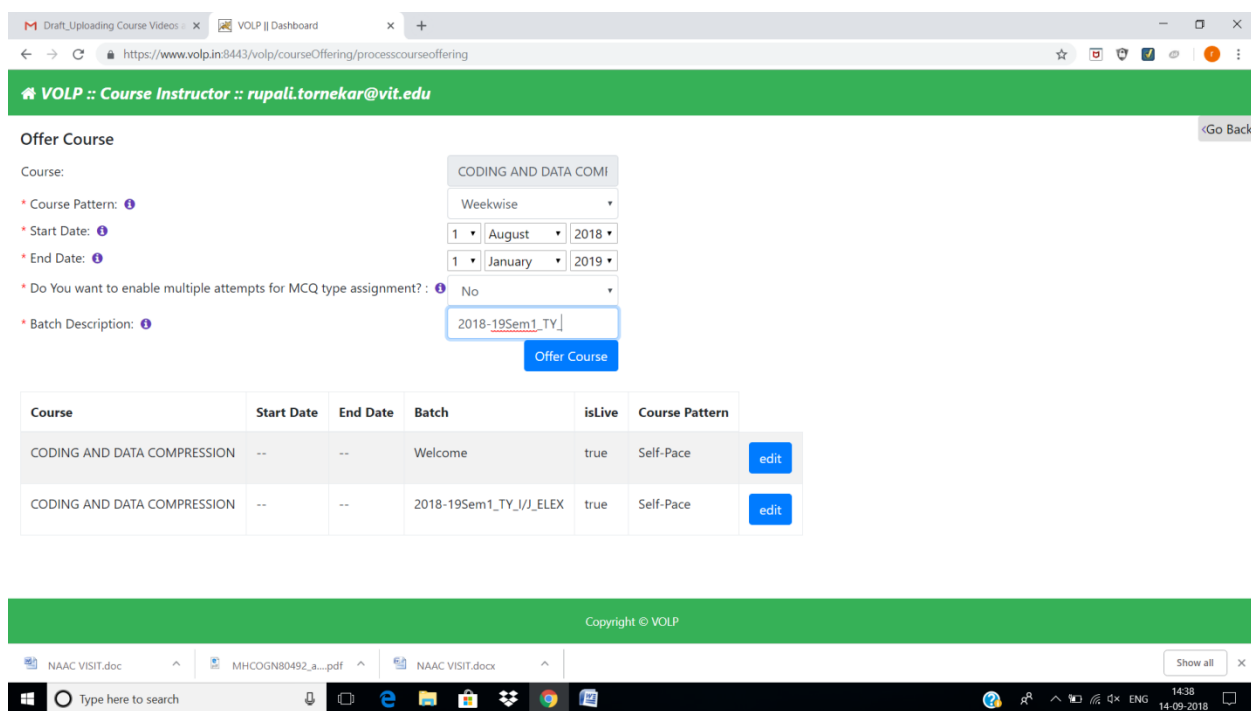 Draft_Uploading Course Videos a
VOLP || Dashboard
https://www.volp.in:8443/volp/courseOffering/processcourseoffering
VOLP :: Course Instructor :: rupali.tornekar@vit.edu
<Go Back
Offer Course
Course: CODING AND DATA COMI
* Course Pattern: Weekwise
* Start Date: 1 August 2018
* End Date: 1 January 2019
* Do You want to enable multiple attempts for MCQ type assignment? : No
* Batch Description: 2018-19Sem1_TY_
Offer Course
Course Start Date End Date Batch isLive Course Pattern
CODING AND DATA COMPRESSION -- -- Welcome true Self-Pace edit
CODING AND DATA COMPRESSION -- -- 2018-19Sem1_TY_I/J_ELEX true Self-Pace edit
Copyright © VOLP
NAAC VISIT.doc MHCOGN80492_a....pdf NAAC VISIT.docx Show all
Type here to search ENG 14:38
14-09-2018